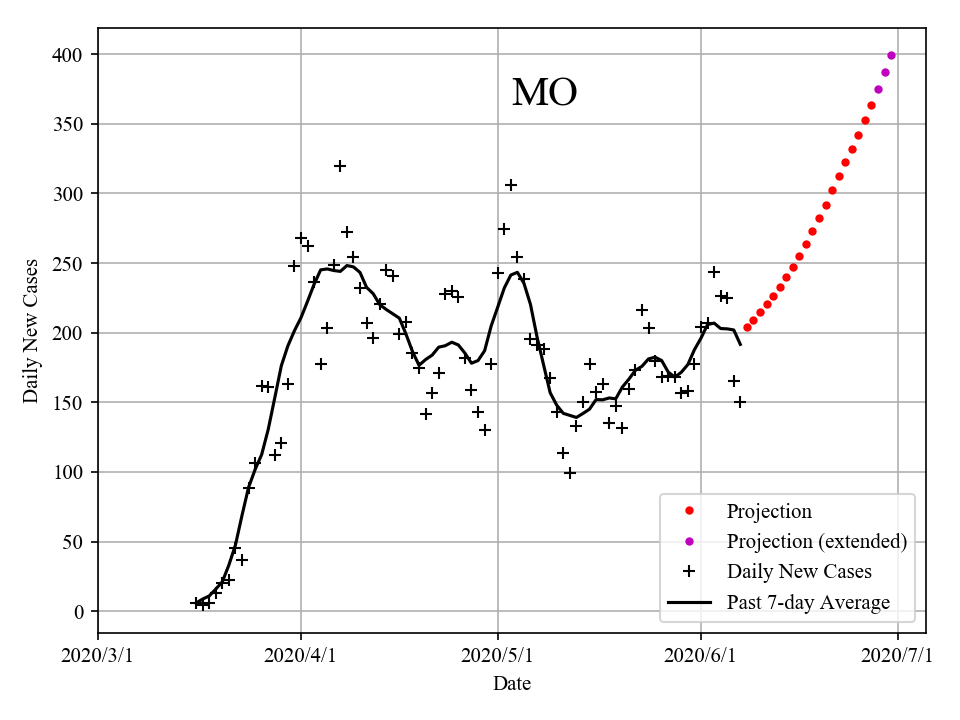 MO
400
350
300
250
200
150
100
50
0
Daily New Cases
Projection
Projection (extended)
Daily New Cases
Past 7-day Average
2020/3/1 2020/4/1 2020/5/1 2020/6/1 2020/7/1
Date